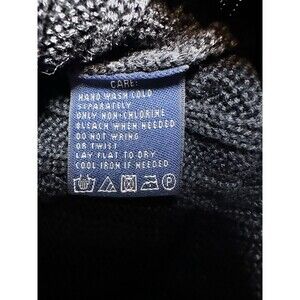 CARE:
HAND WASH COLD
SEPARATELY
ONLY NON-CHLORINE
BLEACH WHEN NEEDED
DO NOT WRING
OR TWIST
LAY FLAT TO DRY
COOL IRON IF NEEDED
P